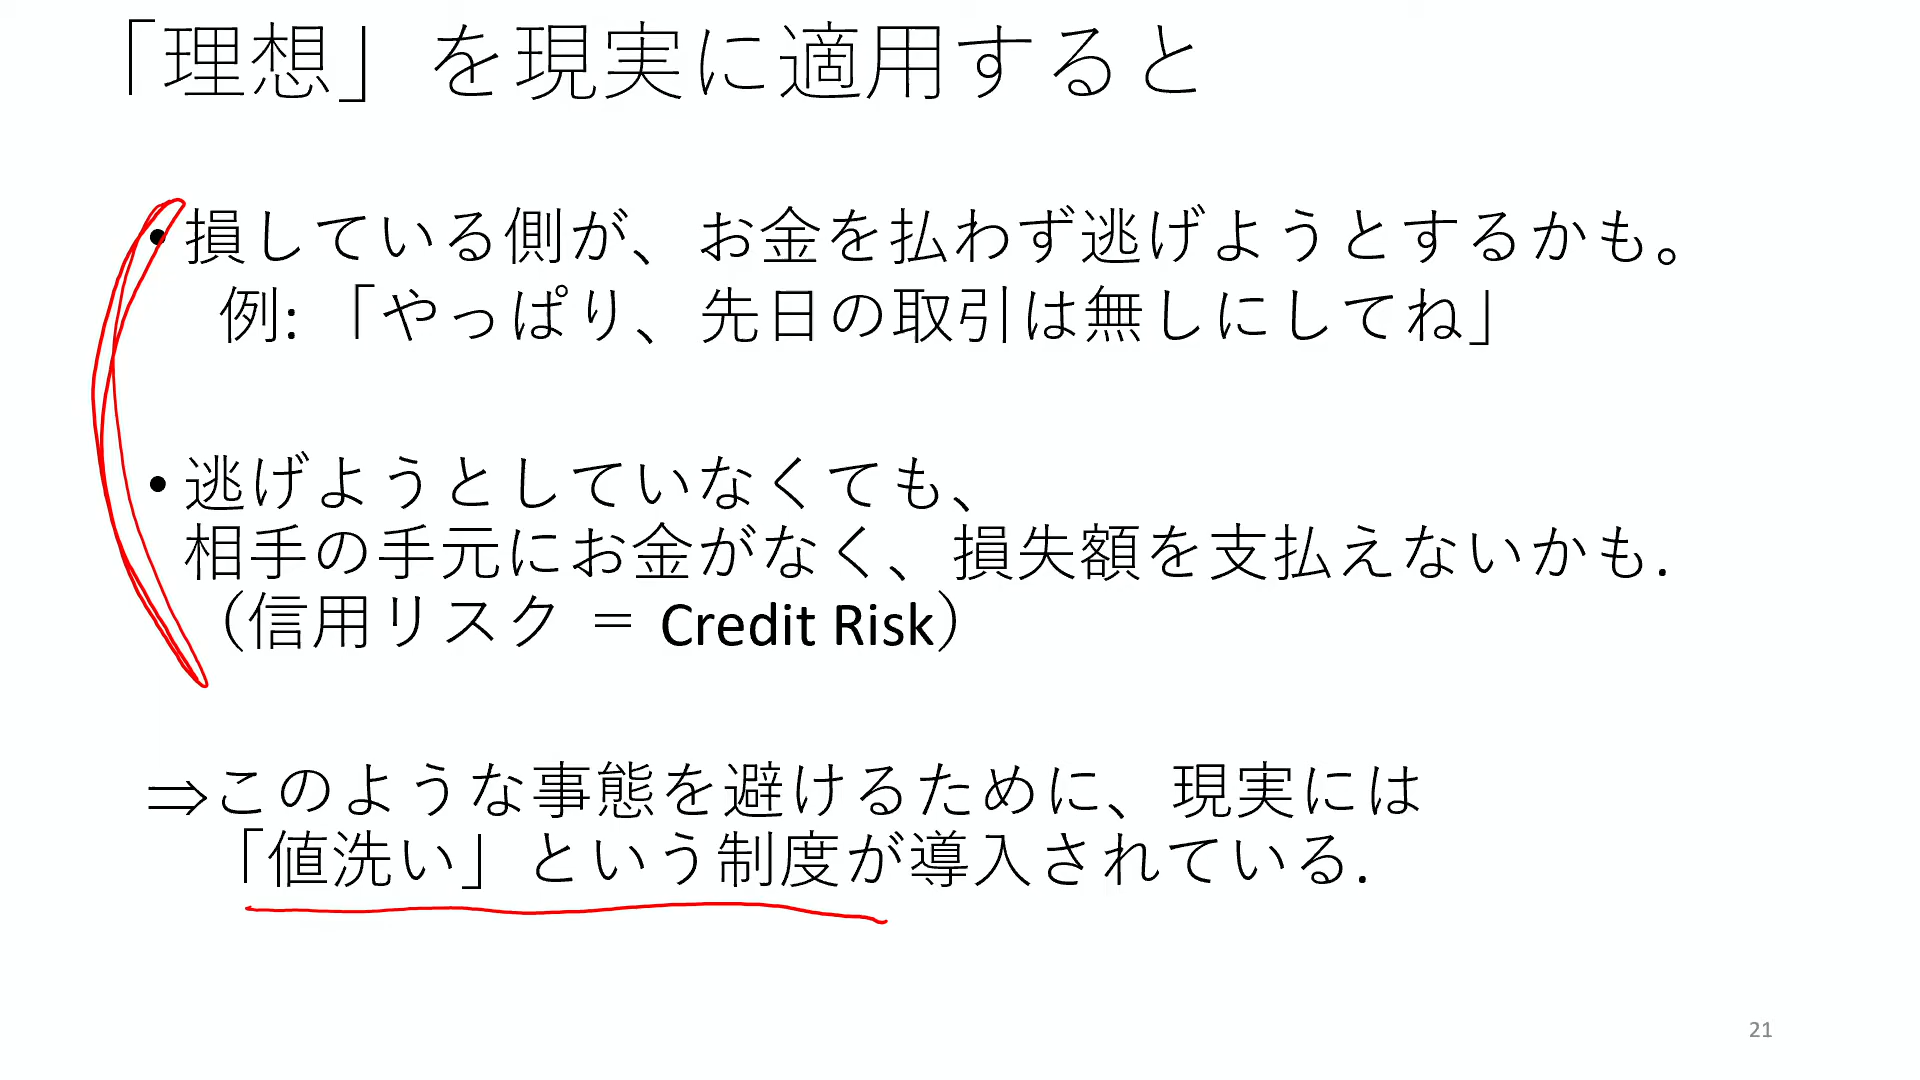 「理想」を現実に適用すると
• 損している側が、お金を払わず逃げようとするかも。
例: 「やっぱり、先日の取引は無しにしてね」
• 逃げようとしていなくても、
相手の手元にお金がなく、損失額を支払えないかも.
（信用リスク ＝ Credit Risk）
⇒このような事態を避けるために、現実には
「値洗い」という制度が導入されている.
21